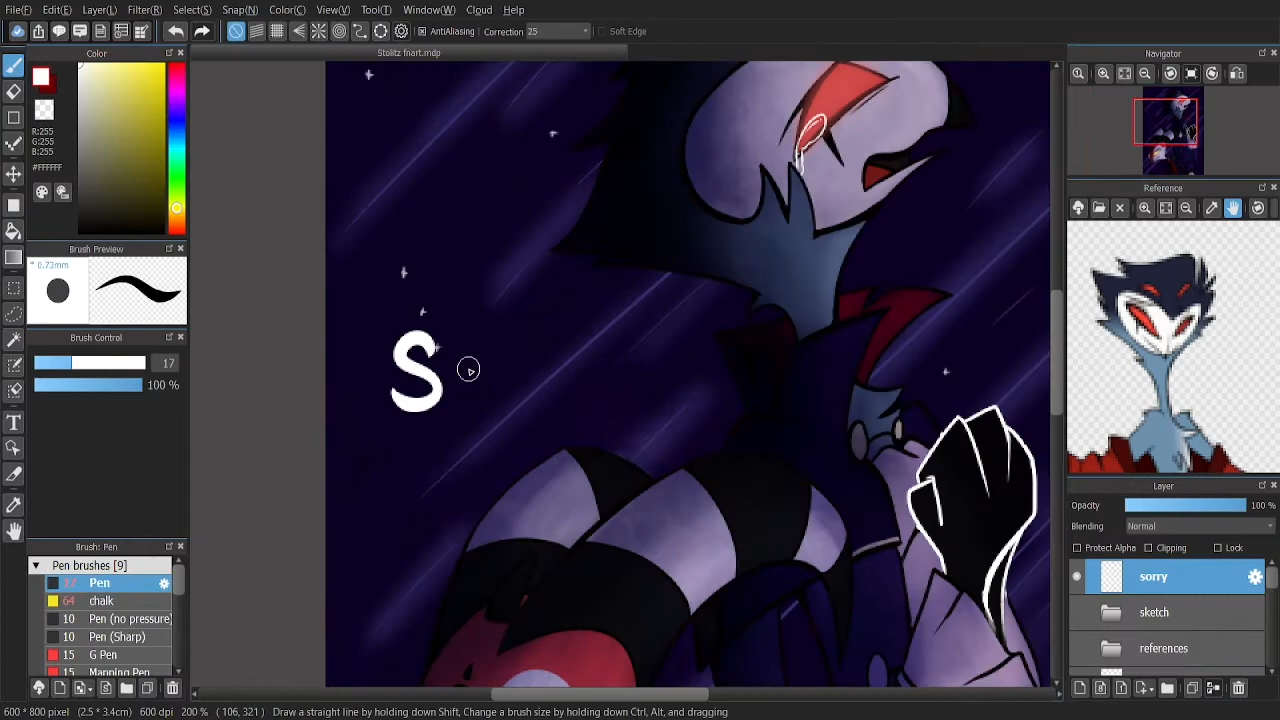 File(F) Edit(E) Layer(L) Filter(R) Select(S) Snap(N) Color(C) View(V) Tool(T) Window(W) Cloud Help
AntiAliasing Correction 25 Soft Edge
Color
Stolitz fnart.mdp
Navigator
R:255
G:255
B:255
#FFFFFF
Reference
Brush Preview
0.73mm
Brush Control
17
100 %
S
Layer
Opacity 100 %
Blending Normal
Protect Alpha Clipping Lock
sorry
sketch
references
Brush: Pen
Pen brushes [9]
17 Pen
64 chalk
10 Pen (no pressure)
10 Pen (Sharp)
15 G Pen
15 Mapping Pen
600 * 800 pixel (2.5 * 3.4cm) 600 dpi 200 % ( 106, 321 ) Draw a straight line by holding down Shift, Change a brush size by holding down Ctrl, Alt, and dragging